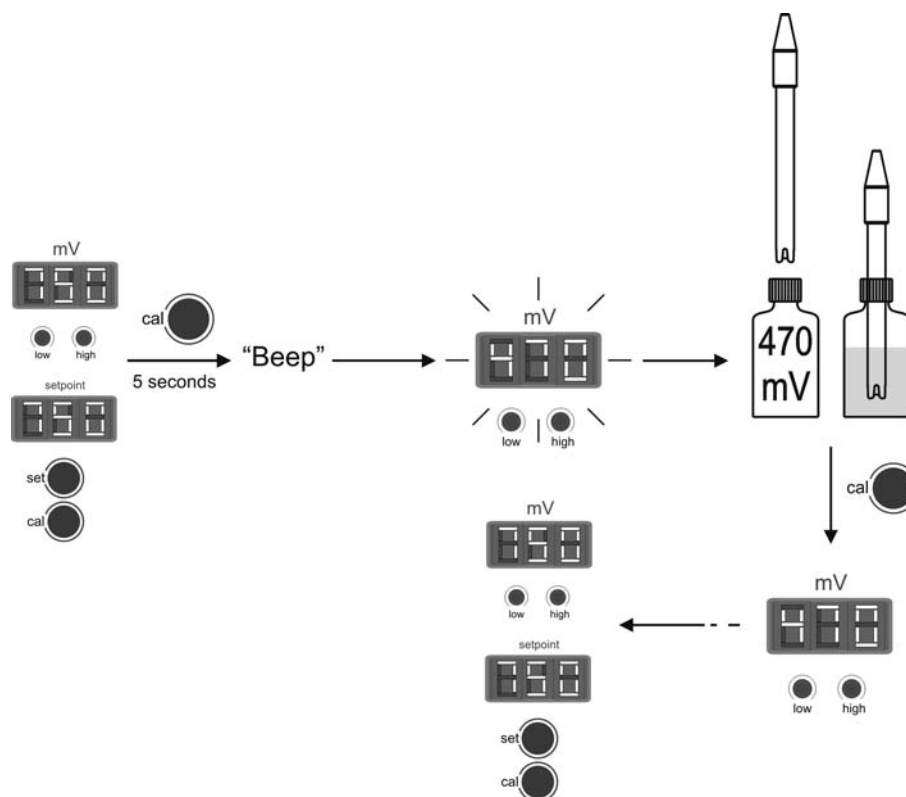 mV
low high
setpoint
set
cal
cal
5 seconds
“Beep”
mV
low high
470
mV
cal
mV
low high
mV
low high
setpoint
set
cal